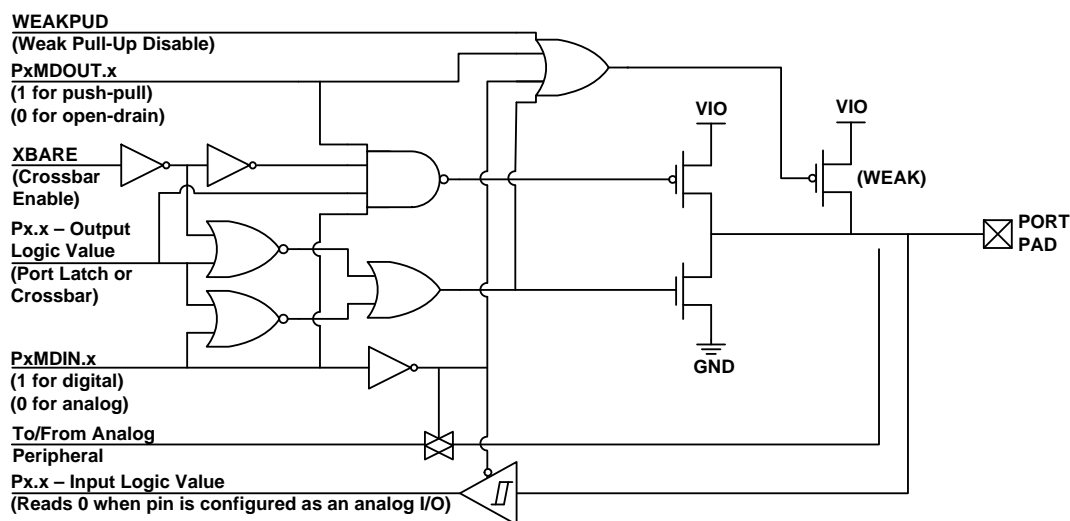 WEAKPUD
(Weak Pull-Up Disable)
PxMDOUT.x
(1 for push-pull)
(0 for open-drain)
XBARE
(Crossbar
Enable)
Px.x – Output
Logic Value
(Port Latch or
Crossbar)
PxMDIN.x
(1 for digital)
(0 for analog)
To/From Analog
Peripheral
Px.x – Input Logic Value
(Reads 0 when pin is configured as an analog I/O)
VIO
VIO
(WEAK)
PORT
PAD
GND